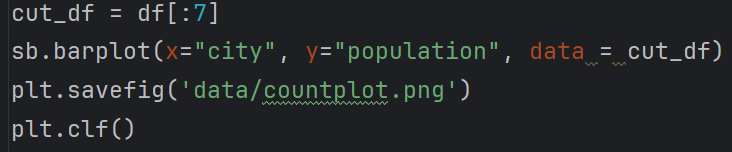 cut_df = df[:7]
sb.barplot(x="city", y="population", data = cut_df)
plt.savefig('data/countplot.png')
plt.clf()